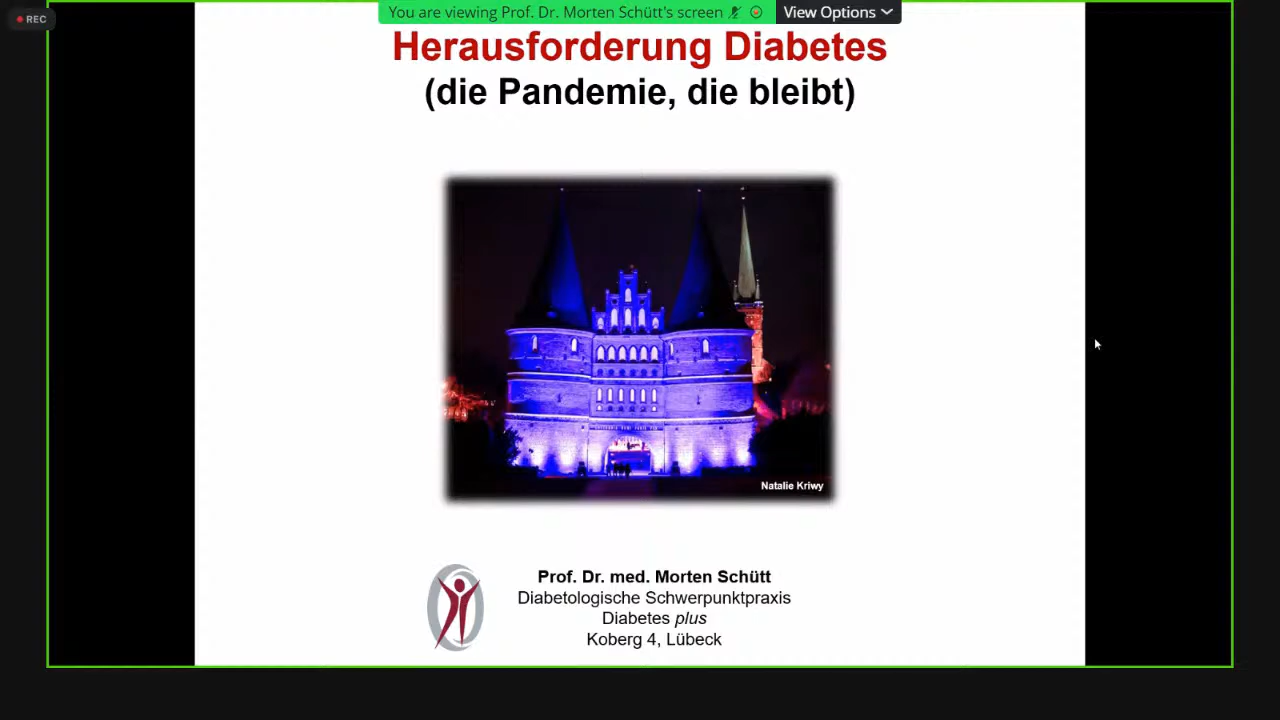 REC
You are viewing Prof. Dr. Morten Schütt's screen
View Options
Herausforderung Diabetes
(die Pandemie, die bleibt)
Natalie Kriwy
Prof. Dr. med. Morten Schütt
Diabetologische Schwerpunktpraxis
Diabetes plus
Koberg 4, Lübeck